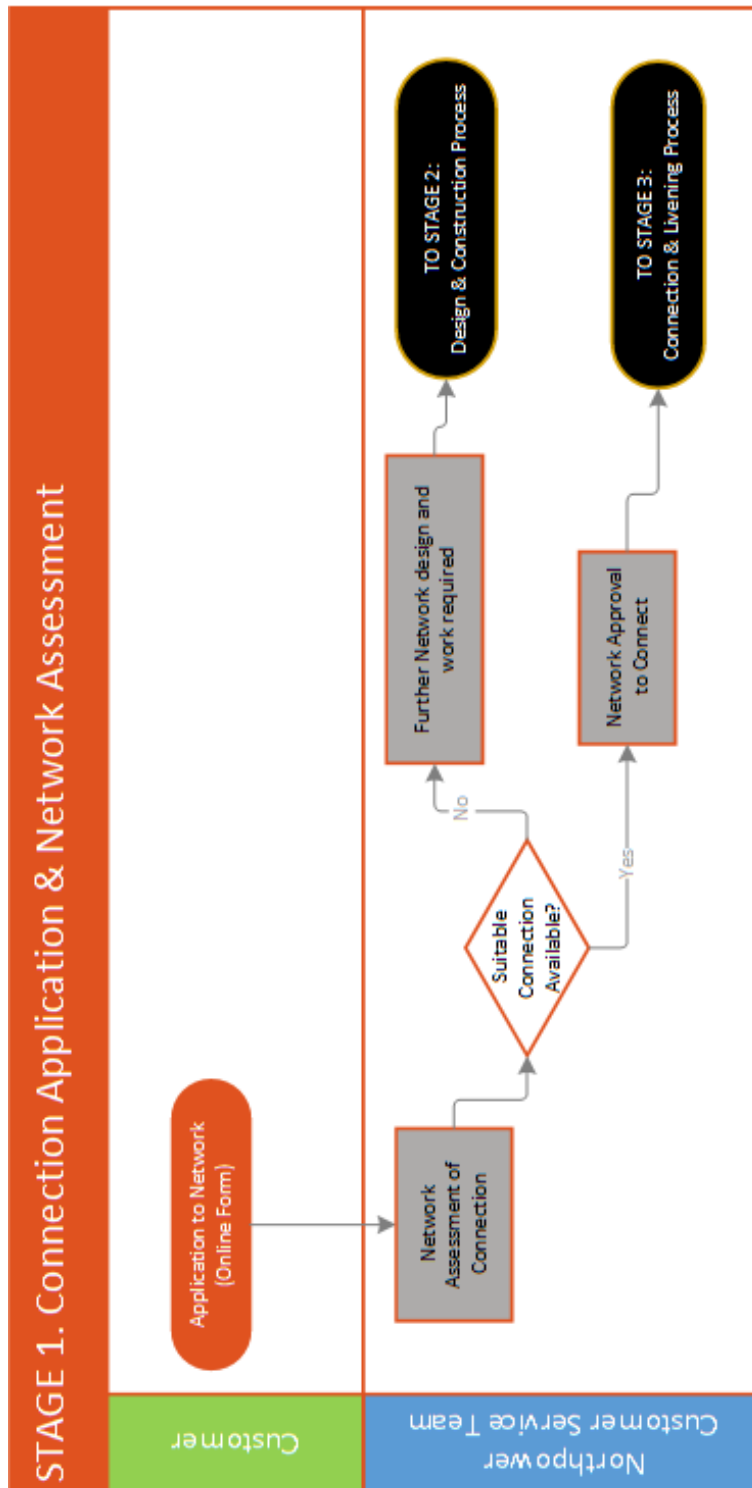 STAGE 1. Connection Application & Network Assessment
Customer
Application to Network
(Online Form)
Northpower
Customer Service Team
Network
Assessment of
Connection
Suitable
Connection
Available?
No
Further Network design and
work required
TO STAGE 2:
Design & Construction Process
Yes
Network Approval
to Connect
TO STAGE 3:
Connection & Livening Process